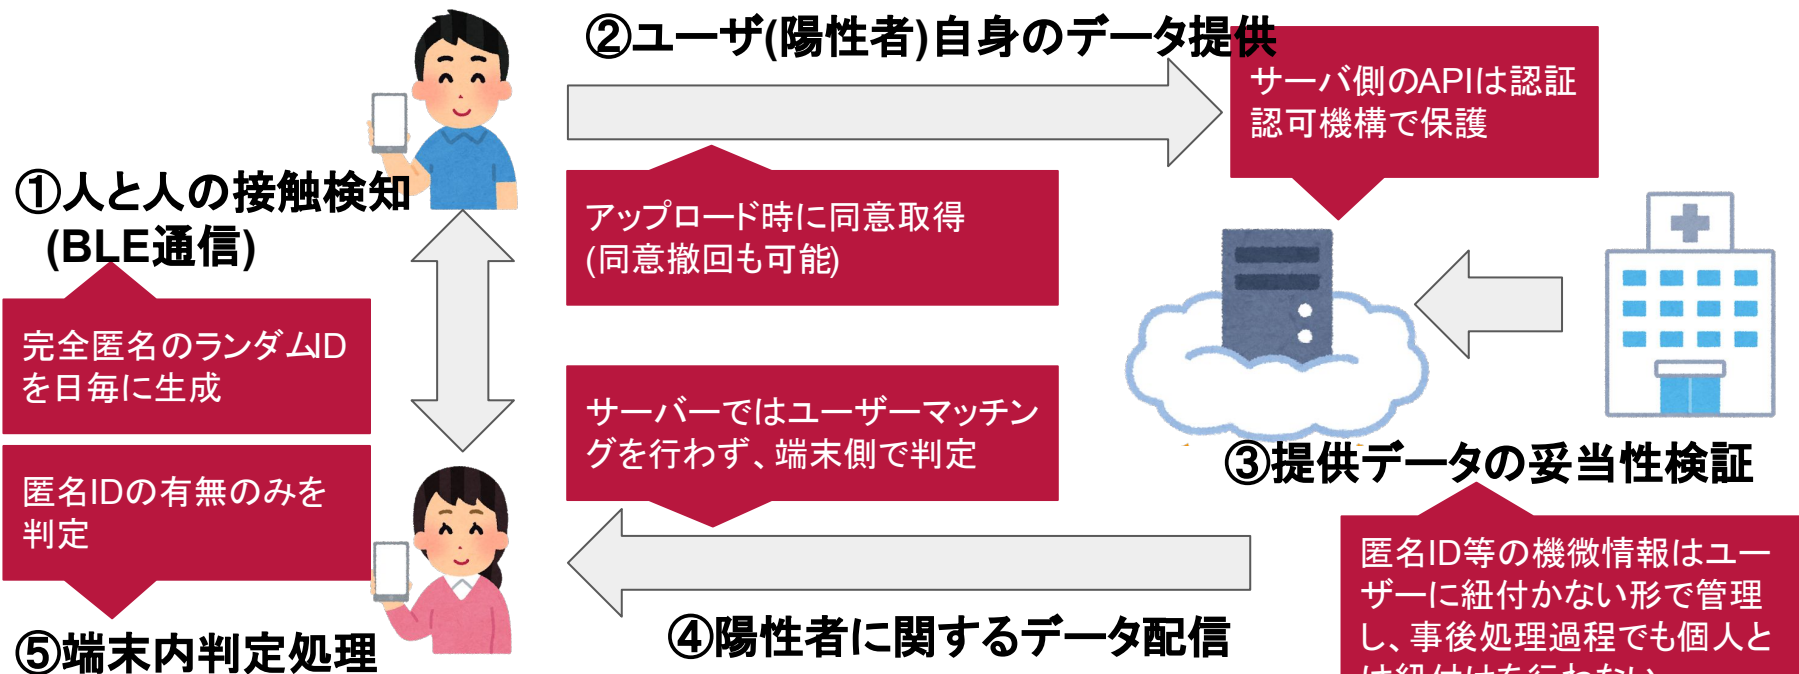 ②ユーザ(陽性者)自身のデータ提供
サーバ側のAPIは認証
認可機構で保護
①人と人の接触検知
(BLE通信)
アップロード時に同意取得
(同意撤回も可能)
完全匿名のランダムID
を日毎に生成
サーバーではユーザーマッチン
グを行わず、端末側で判定
③提供データの妥当性検証
匿名IDの有無のみを
判定
匿名ID等の機微情報はユー
ザーに紐付かない形で管理
し、事後処理過程でも個人と
は紐付けを行わない
④陽性者に関するデータ配信
⑤端末内判定処理